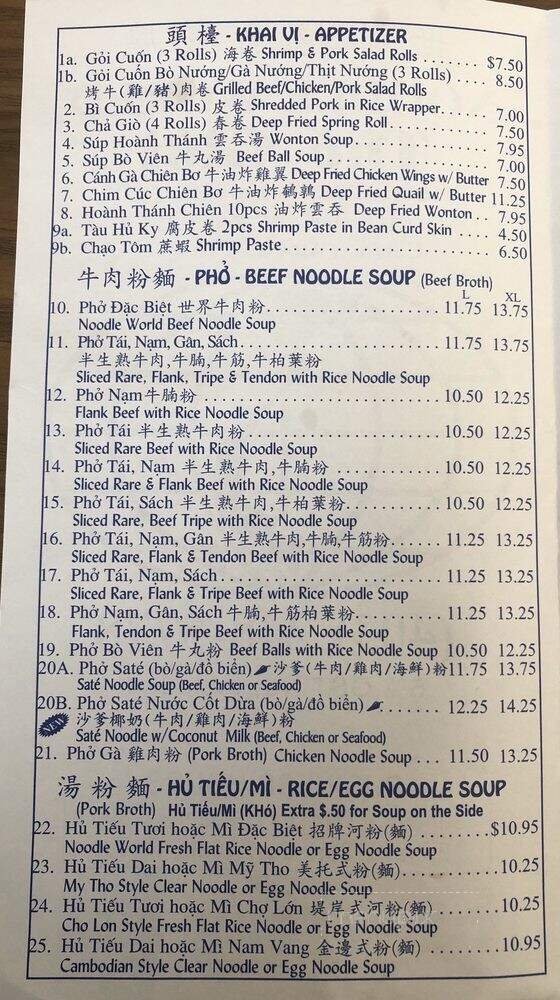 頭檯 - KHAI VỊ - APPETIZER
1a. Gỏi Cuốn (3 Rolls) 海卷 Shrimp & Pork Salad Rolls ....... $7.50
1b. Gỏi Cuốn Bò Nướng/Gà Nướng/Thịt Nướng (3 Rolls) .... 8.50
烤牛(雞/豬)肉卷 Grilled Beef/Chicken/Pork Salad Rolls
2. Bì Cuốn (3 Rolls) 皮卷 Shredded Pork in Rice Wrapper....... 7.00
3. Chả Giò (4 Rolls) 春卷 Deep Fried Spring Roll............. 7.50
4. Súp Hoành Thánh 雲吞湯 Wonton Soup................. 7.95
5. Súp Bò Viên 牛丸湯 Beef Ball Soup ................... 7.00
6. Cánh Gà Chiên Bơ 牛油炸雞翼 Deep Fried Chicken Wings w/ Butter 7.50
7. Chim Cúc Chiên Bơ 牛油炸鵪鶉 Deep Fried Quail w/ Butter 11.25
8. Hoành Thánh Chiên 10pcs 油炸雲吞 Deep Fried Wonton.. 7.95
9a. Tàu Hủ Ky 腐皮卷 2pcs Shrimp Paste in Bean Curd Skin .... 4.50
9b. Chạo Tôm 蔗蝦 Shrimp Paste......................... 6.50
牛肉粉麵 - PHỞ - BEEF NOODLE SOUP (Beef Broth)
L XL
10. Phở Đặc Biệt 世界牛肉粉..................... 11.75 13.75
Noodle World Beef Noodle Soup
11. Phở Tái, Nạm, Gân, Sách........................ 11.75 13.75
半生熟牛肉,牛腩,牛筋,牛柏葉粉
Sliced Rare, Flank, Tripe & Tendon with Rice Noodle Soup
12. Phở Nạm 牛腩粉 ............................ 10.50 12.25
Flank Beef with Rice Noodle Soup
13. Phở Tái 半生熟牛肉粉........................ 10.50 12.25
Sliced Rare Beef with Rice Noodle Soup
14. Phở Tái, Nạm 半生熟牛肉,牛腩粉 ............ 10.50 12.25
Sliced Rare & Flank Beef with Rice Noodle Soup
15. Phở Tái, Sách 半生熟牛肉,牛柏葉粉........... 10.50 12.25
Sliced Rare, Beef Tripe with Rice Noodle Soup
16. Phở Tái, Nạm, Gân 半生熟牛肉,牛腩,牛筋粉...... 11.25 13.25
Sliced Rare, Flank & Tendon Beef with Rice Noodle Soup
17. Phở Tái, Nạm, Sách........................... 11.25 13.25
Sliced Rare, Flank & Tripe Beef with Rice Noodle Soup
18. Phở Nạm, Gân, Sách 牛腩,牛筋柏葉粉.......... 11.25 13.25
Flank, Tendon & Tripe Beef with Rice Noodle Soup
19. Phở Bò Viên 牛丸粉 Beef Balls with Rice Noodle Soup 10.50 12.25
20A. Phở Saté (bò/gà/đồ biển) 沙爹(牛肉/雞肉/海鮮)粉 11.75 13.75
Saté Noodle Soup (Beef, Chicken or Seafood)
20B. Phở Saté Nước Cốt Dừa (bò/gà/đồ biển) ....... 12.25 14.25
NEW 沙爹椰奶(牛肉/雞肉/海鮮)粉
Saté Noodle w/Coconut Milk (Beef, Chicken or Seafood)
21. Phở Gà 雞肉粉 (Pork Broth) Chicken Noodle Soup ... 11.50 13.25
湯粉麵 - HỦ TIẾU/MÌ - RICE/EGG NOODLE SOUP
(Pork Broth) Hủ Tiếu/Mì (KHó) Extra $.50 for Soup on the Side
22. Hủ Tiếu Tươi hoặc Mì Đặc Biệt 招牌河粉(麵) ........ $10.95
Noodle World Fresh Flat Rice Noodle or Egg Noodle Soup
23. Hủ Tiếu Dai hoặc Mì Mỹ Tho 美托式粉(麵)............ 10.25
My Tho Style Clear Noodle or Egg Noodle Soup
24. Hủ Tiếu Tươi hoặc Mì Chợ Lớn 堤岸式河粉(麵) ........ 10.25
Cho Lon Style Fresh Flat Rice Noodle or Egg Noodle Soup
25. Hủ Tiếu Dai hoặc Mì Nam Vang 金邊式粉(麵) ......... 10.95
Cambodian Style Clear Noodle or Egg Noodle Soup